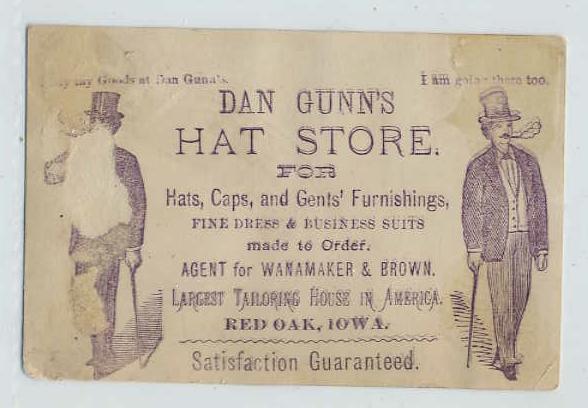 my Goods at Dan Gunn's.
I am going there too.
DAN GUNN'S
HAT STORE.
FOR
Hats, Caps, and Gents' Furnishings,
FINE DRESS & BUSINESS SUITS
made to Order.
AGENT for WANAMAKER & BROWN.
LARGEST TAILORING HOUSE IN AMERICA.
RED OAK, IOWA.
Satisfaction Guaranteed.